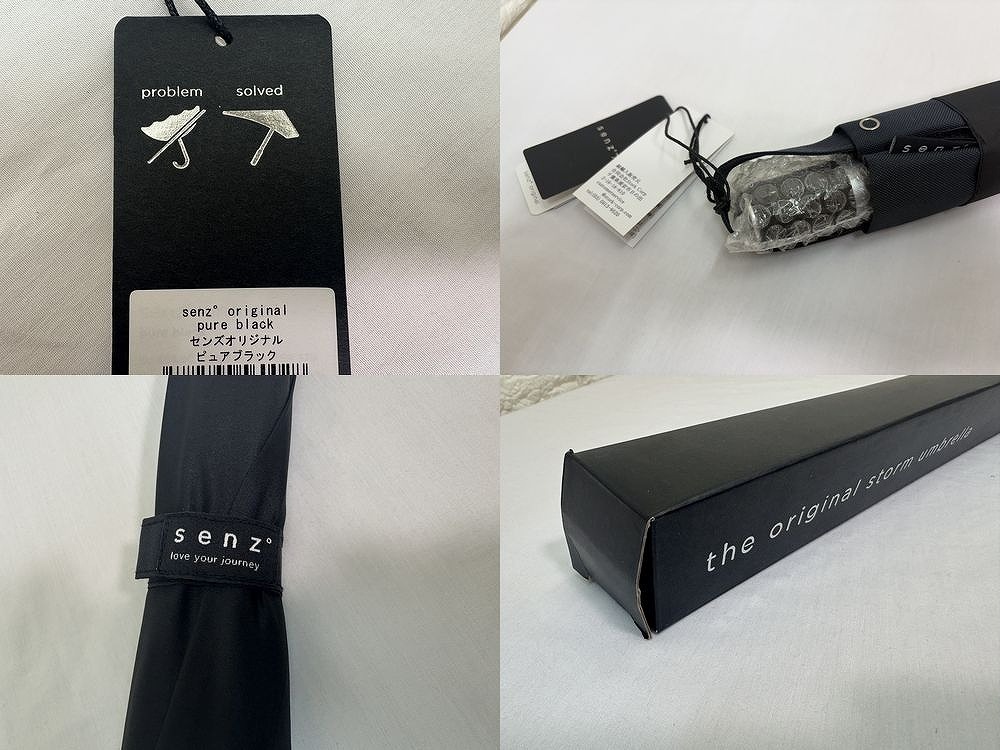 problem
solved
senz° original
pure black
センズオリジナル
ピュアブラック
senz°
senz°
senz°
love your journey
the original storm umbrella